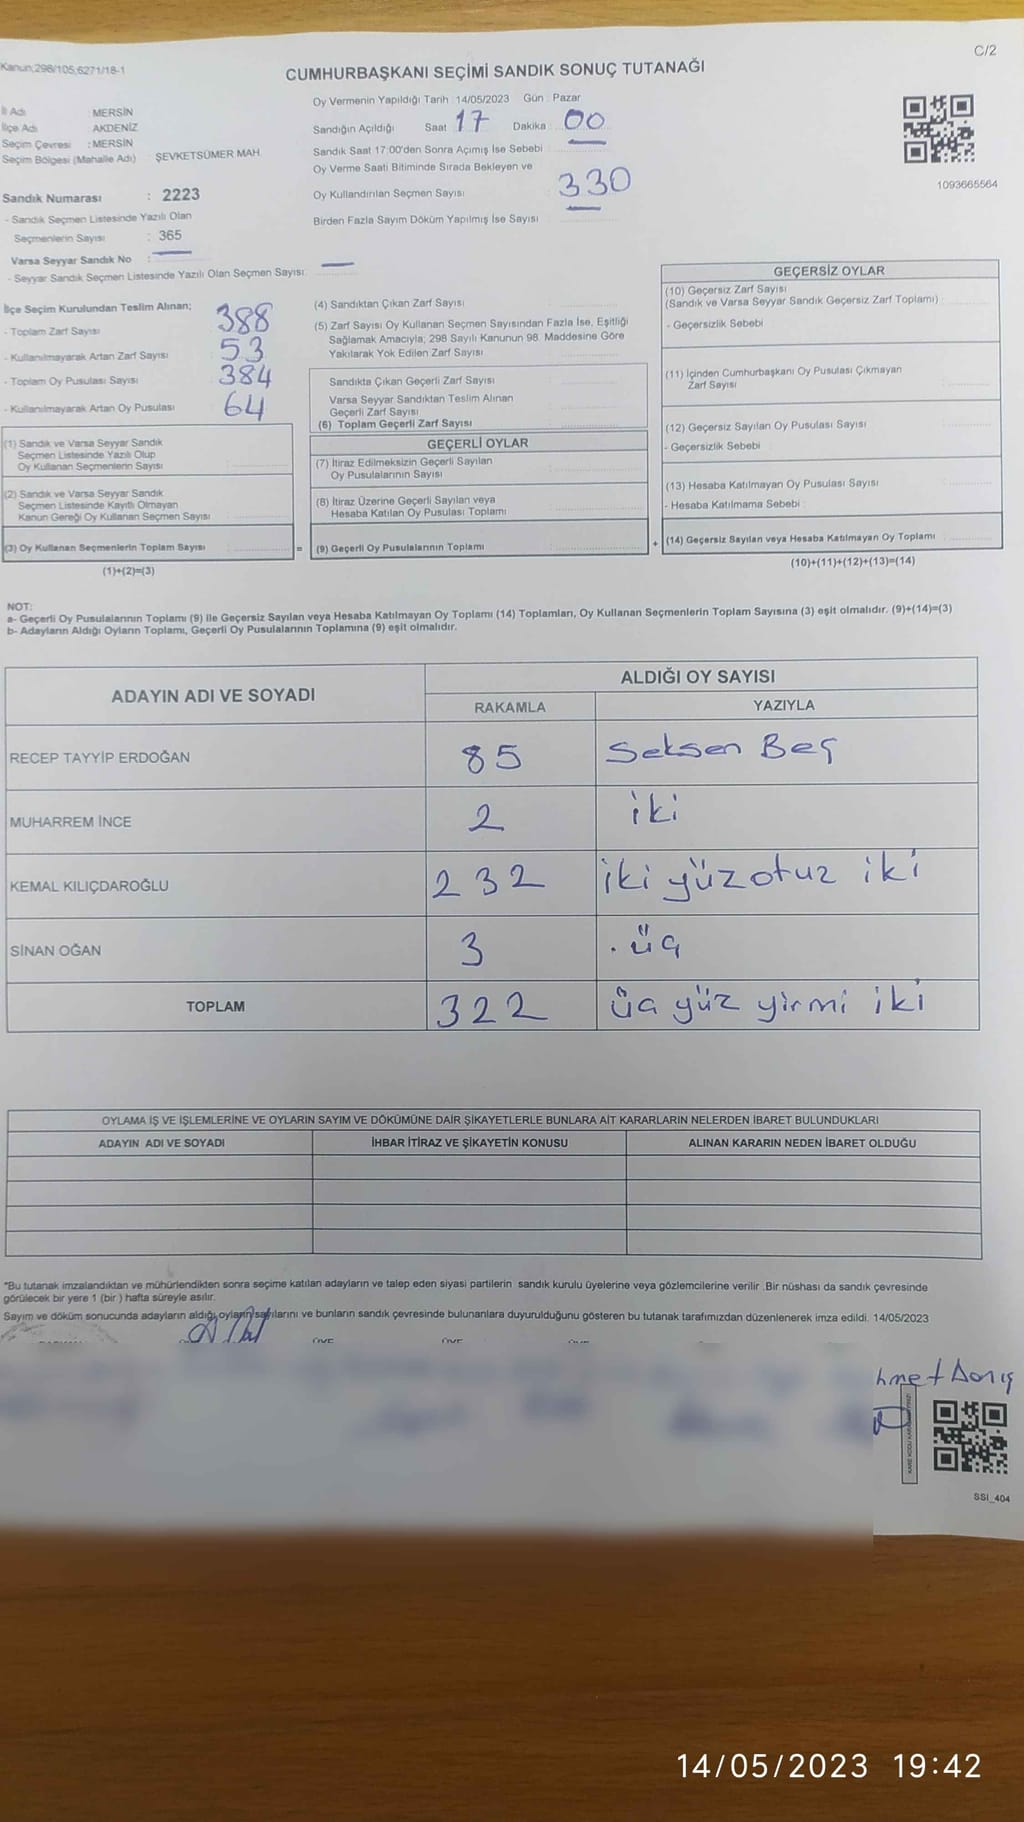 C/2
Kanun;298/105,6271/18-1
CUMHURBAŞKANI SEÇİMİ SANDIK SONUÇ TUTANAĞI
İl Adı MERSİN
İlçe Adı AKDENİZ
Seçim Çevresi : MERSİN
Seçim Bölgesi (Mahalle Adı) ŞEVKETSÜMER MAH.
Sandık Numarası : 2223
- Sandık Seçmen Listesinde Yazılı Olan
Seçmenlerin Sayısı : 365
Varsa Seyyar Sandık No :
- Seyyar Sandık Seçmen Listesinde Yazılı Olan Seçmen Sayısı:
Oy Vermenin Yapıldığı Tarih :14/05/2023 Gün : Pazar
Sandığın Açıldığı Saat 17 Dakika 00
Sandık Saat 17:00'den Sonra Açımış İse Sebebi
Oy Verme Saati Bitiminde Sırada Bekleyen ve
Oy Kullandırılan Seçmen Sayısı 330
Birden Fazla Sayım Döküm Yapılmış İse Sayısı
1093665564
İlçe Seçim Kurulundan Teslim Alınan;
- Toplam Zarf Sayısı 388
- Kullanılmayarak Artan Zarf Sayısı 53
- Toplam Oy Pusulası Sayısı 384
- Kullanılmayarak Artan Oy Pusulası 64
(1) Sandık ve Varsa Seyyar Sandık
Seçmen Listesinde Yazılı Olup
Oy Kullanan Seçmenlerin Sayısı
(2) Sandık ve Varsa Seyyar Sandık
Seçmen Listesinde Kayıtlı Olmayan
Kanun Gereği Oy Kullanan Seçmen Sayısı
(3) Oy Kullanan Seçmenlerin Toplam Sayısı
(1)+(2)=(3)
(4) Sandıktan Çıkan Zarf Sayısı
(5) Zarf Sayısı Oy Kullanan Seçmen Sayısından Fazla İse, Eşitliği
Sağlamak Amacıyla; 298 Sayılı Kanunun 98. Maddesine Göre
Yakılarak Yok Edilen Zarf Sayısı
Sandıkta Çıkan Geçerli Zarf Sayısı
Varsa Seyyar Sandıktan Teslim Alınan
Geçerli Zarf Sayısı
(6) Toplam Geçerli Zarf Sayısı
GEÇERLİ OYLAR
(7) İtiraz Edilmeksizin Geçerli Sayılan
Oy Pusulalarının Sayısı
(8) İtiraz Üzerine Geçerli Sayılan veya
Hesaba Katılan Oy Pusulası Toplamı
= (9) Geçerli Oy Pusulalarının Toplamı
GEÇERSİZ OYLAR
(10) Geçersiz Zarf Sayısı
(Sandık ve Varsa Seyyar Sandık Geçersiz Zarf Toplamı)
- Geçersizlik Sebebi
(11) İçinden Cumhurbaşkanı Oy Pusulası Çıkmayan
Zarf Sayısı
(12) Geçersiz Sayılan Oy Pusulası Sayısı
- Geçersizlik Sebebi
(13) Hesaba Katılmayan Oy Pusulası Sayısı
- Hesaba Katılmama Sebebi
+ (14) Geçersiz Sayılan veya Hesaba Katılmayan Oy Toplamı
(10)+(11)+(12)+(13)=(14)
NOT:
a- Geçerli Oy Pusulalarının Toplamı (9) ile Geçersiz Sayılan veya Hesaba Katılmayan Oy Toplamı (14) Toplamları, Oy Kullanan Seçmenlerin Toplam Sayısına (3) eşit olmalıdır. (9)+(14)=(3)
b- Adayların Aldığı Oyların Toplamı, Geçerli Oy Pusulalarının Toplamına (9) eşit olmalıdır.
ADAYIN ADI VE SOYADI ALDIĞI OY SAYISI
RAKAMLA YAZIYLA
RECEP TAYYİP ERDOĞAN 85 Seksen Beş
MUHARREM İNCE 2 iki
KEMAL KILIÇDAROĞLU 232 iki yüz otuz iki
SİNAN OĞAN 3 üç
TOPLAM 322 üç yüz yirmi iki
OYLAMA İŞ VE İŞLEMLERİNE VE OYLARIN SAYIM VE DÖKÜMÜNE DAİR ŞİKAYETLERLE BUNLARA AİT KARARLARIN NELERDEN İBARET BULUNDUKLARI
ADAYIN ADI VE SOYADI İHBAR İTİRAZ VE ŞİKAYETİN KONUSU ALINAN KARARIN NEDEN İBARET OLDUĞU
*Bu tutanak imzalandıktan ve mühürlendikten sonra seçime katılan adayların ve talep eden siyasi partilerin sandık kurulu üyelerine veya gözlemcilerine verilir .Bir nüshası da sandık çevresinde
görülecek bir yere 1 (bir ) hafta süreyle asılır.
Sayım ve döküm sonucunda adayların aldığı oyların sayılarını ve bunların sandık çevresinde bulunanlara duyurulduğunu gösteren bu tutanak tarafımızdan düzenlenerek imza edildi. 14/05/2023
SSI_404
14/05/2023 19:42